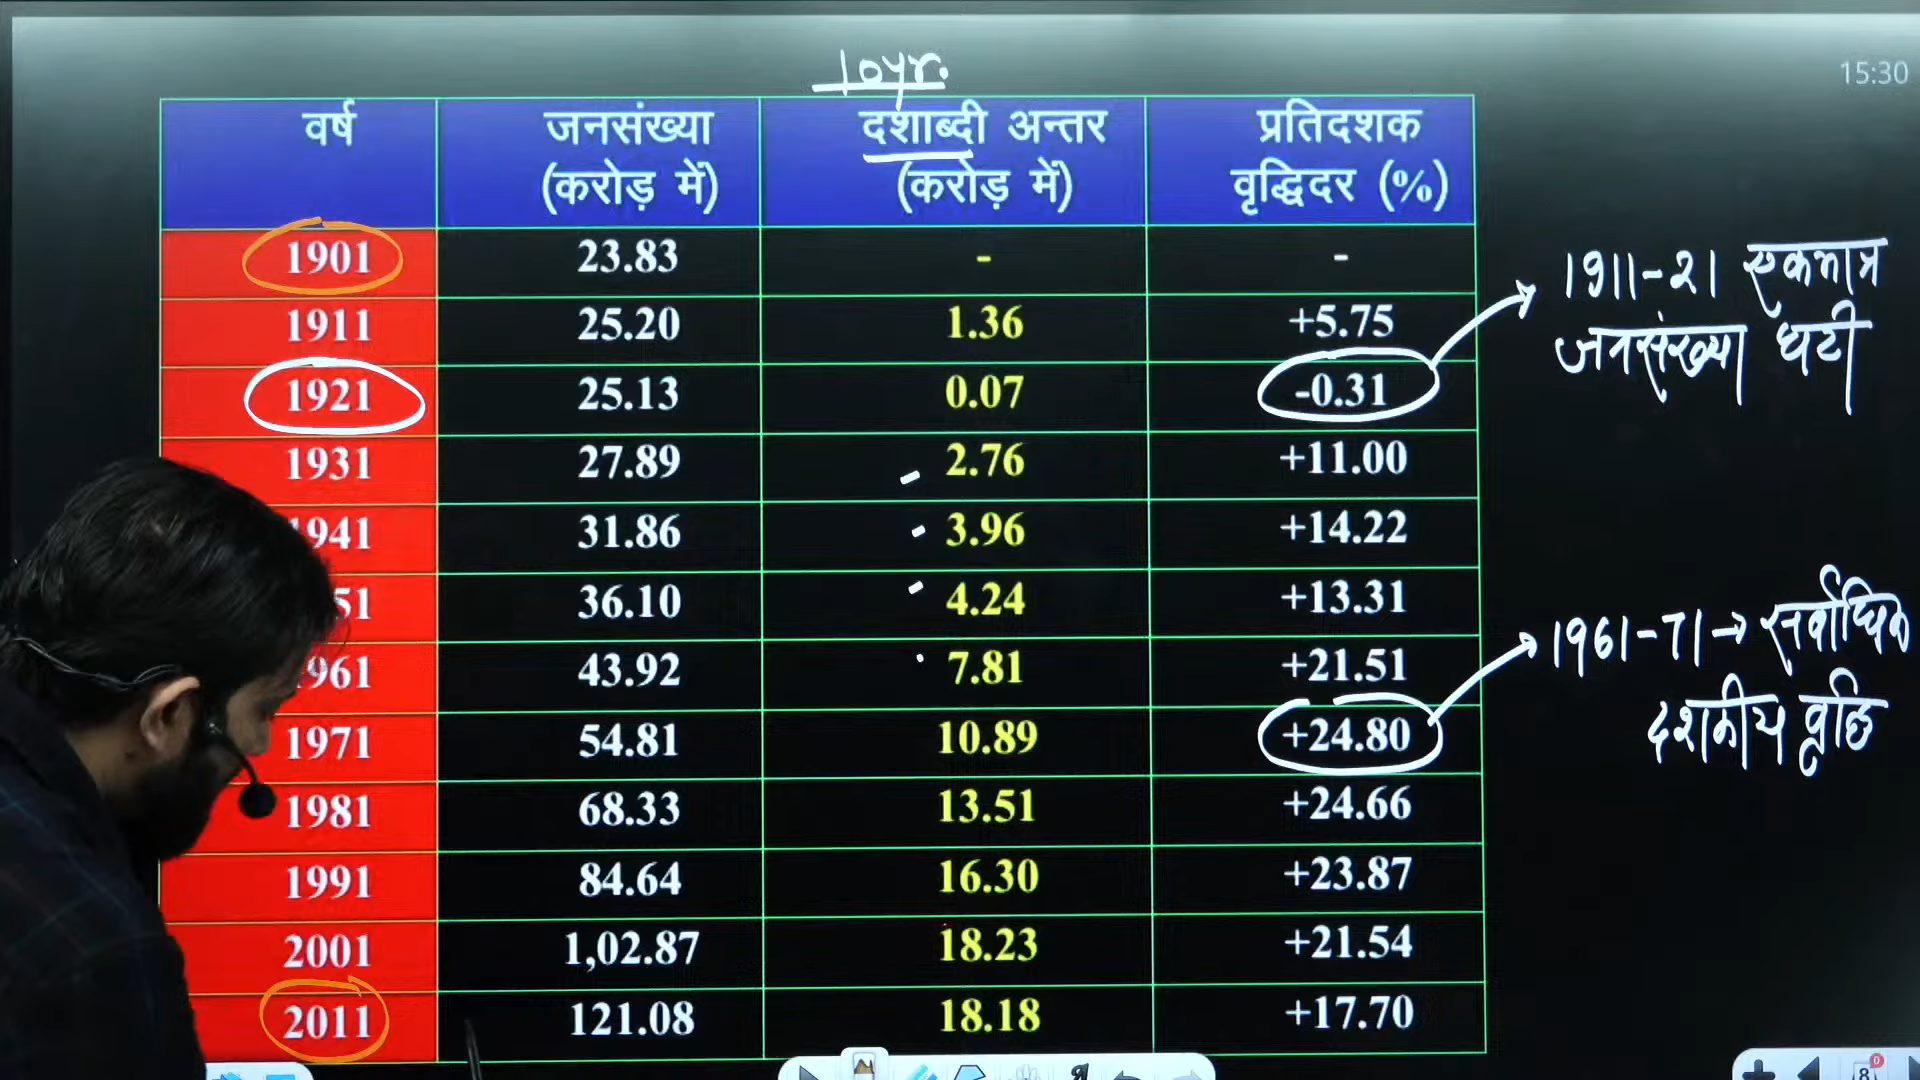 10yr.
15:30
वर्ष जनसंख्या (करोड़ में) दशाब्दी अन्तर (करोड़ में) प्रतिदशक वृद्धिदर (%)
1901 23.83 - -
1911 25.20 1.36 +5.75
1921 25.13 0.07 -0.31
1931 27.89 2.76 +11.00
941 31.86 3.96 +14.22
51 36.10 4.24 +13.31
961 43.92 7.81 +21.51
1971 54.81 10.89 +24.80
1981 68.33 13.51 +24.66
1991 84.64 16.30 +23.87
2001 1,02.87 18.23 +21.54
2011 121.08 18.18 +17.70
1911-21 एकमात्र
जनसंख्या घटी
1961-71→ सर्वाधिक
दशकीय वृद्धि
8
0